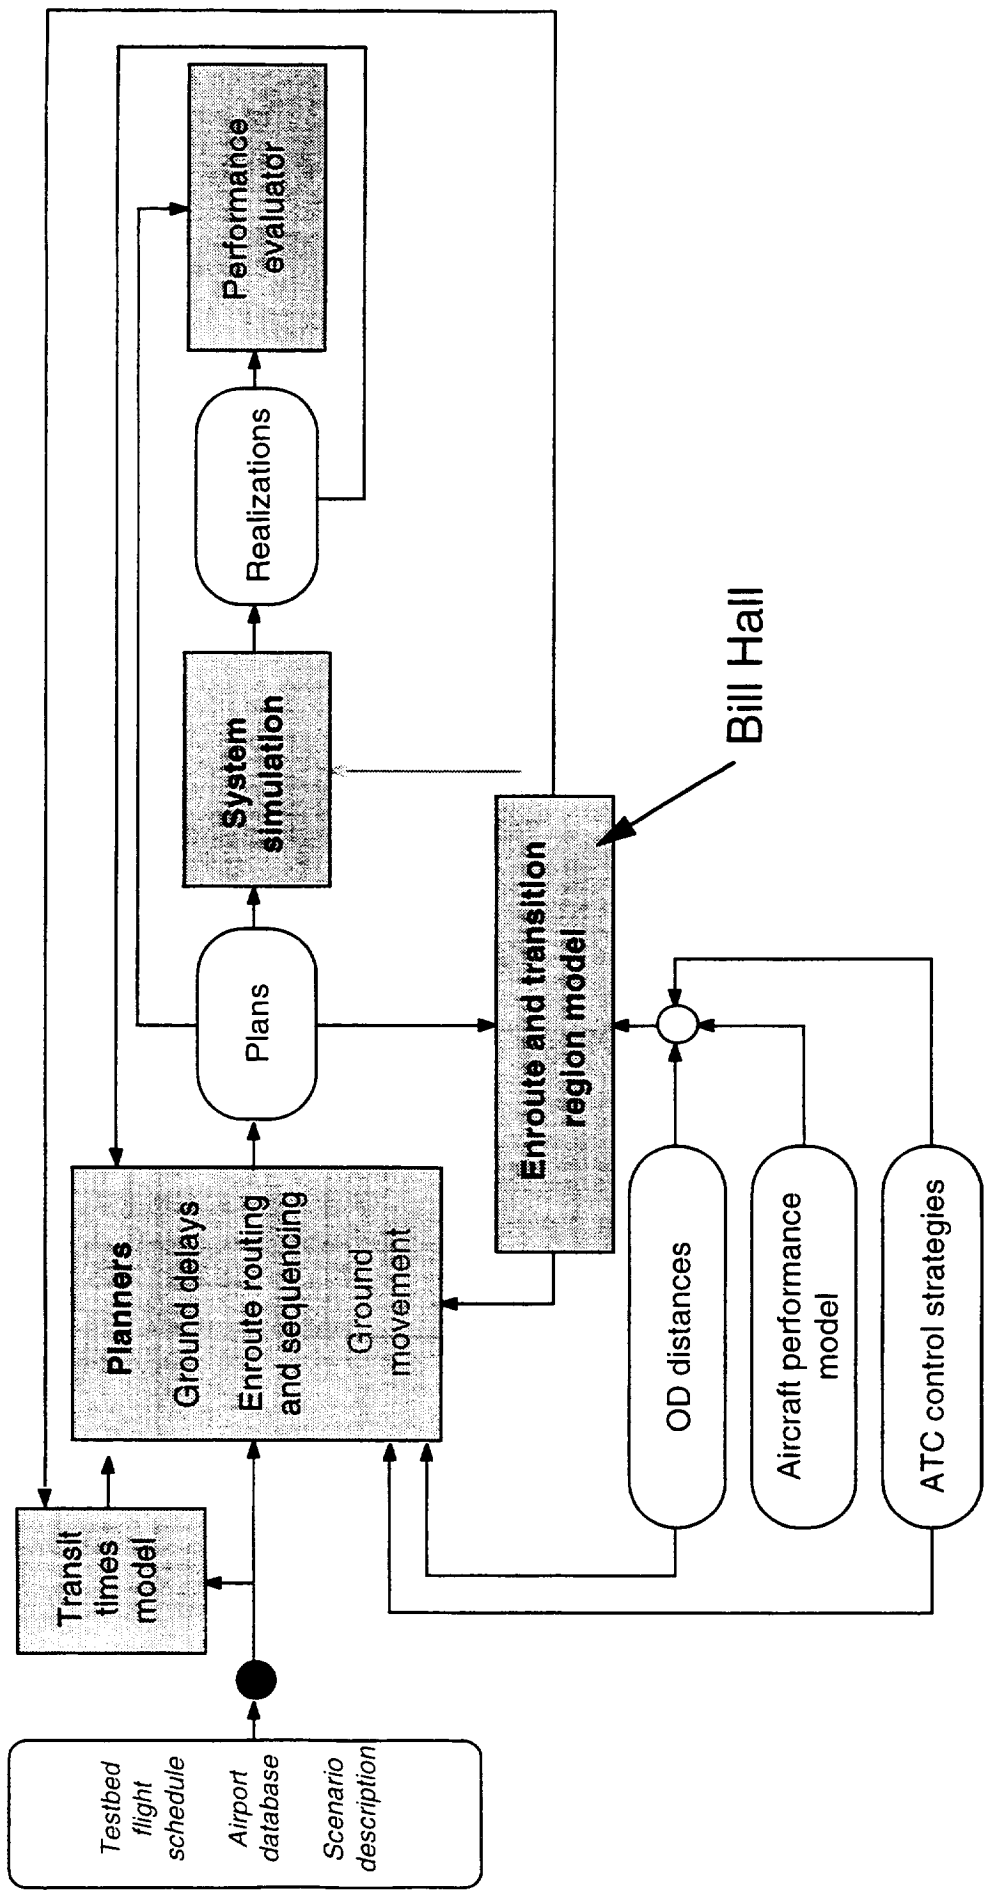 Testbed
flight
schedule
Airport
database
Scenario
description
Transit
times
model
Planners
Ground delays
Enroute routing
and sequencing
Ground
movement
Plans
System
simulation
Realizations
Performance
evaluator
Enroute and transition
region model
Bill Hall
OD distances
Aircraft performance
model
ATC control strategies